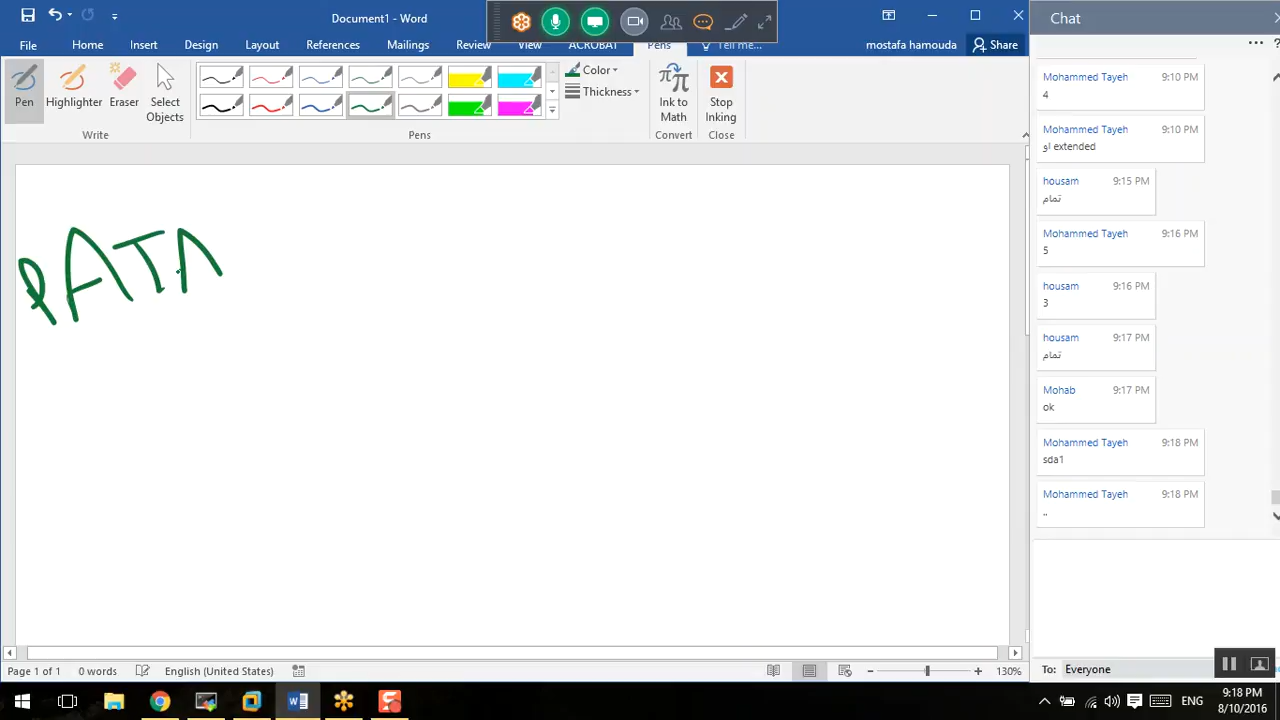 Document1 - Word
File
Home
Insert
Design
Layout
References
Mailings
Review
View
ACROBAT
Pens
Tell me...
mostafa hamouda
Share
Pen
Highlighter
Eraser
Select Objects
Write
Pens
Color
Thickness
Ink to Math
Convert
Stop Inking
Close
PATA
Page 1 of 1
0 words
English (United States)
130%
Chat
Mohammed Tayeh 9:10 PM
4
Mohammed Tayeh 9:10 PM
او extended
housam 9:15 PM
تمام
Mohammed Tayeh 9:16 PM
5
housam 9:16 PM
3
housam 9:17 PM
تمام
Mohab 9:17 PM
ok
Mohammed Tayeh 9:18 PM
sda1
Mohammed Tayeh 9:18 PM
..
To: Everyone
ENG
9:18 PM
8/10/2016